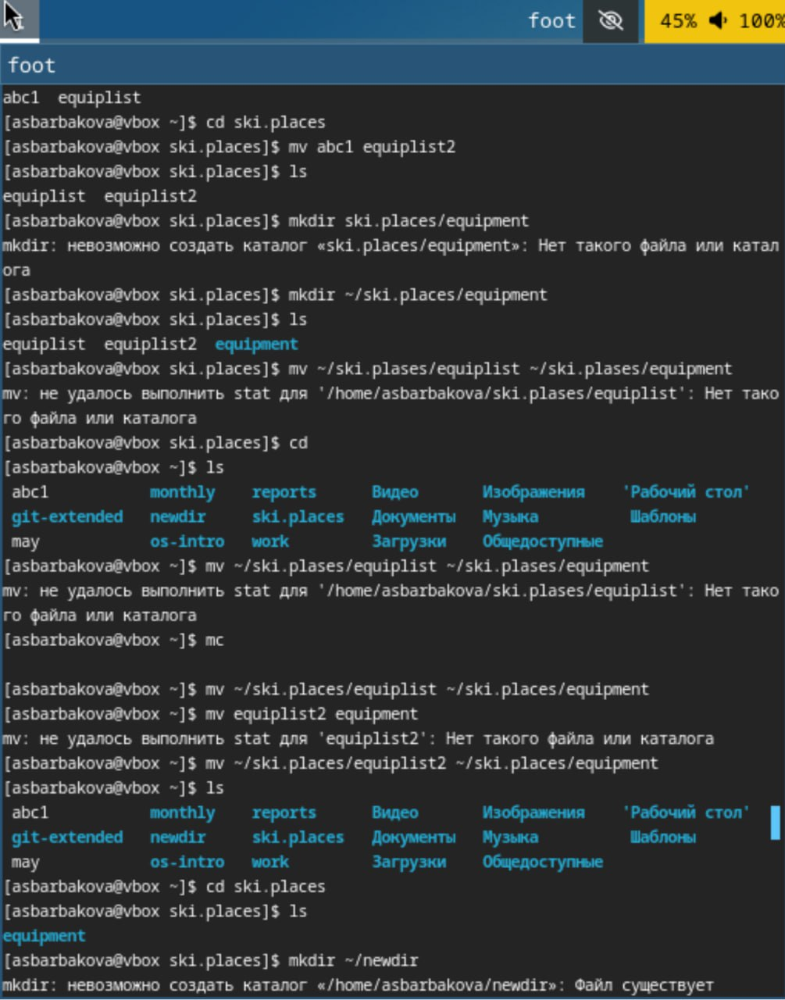 foot 45% 100%
foot
abc1 equiplist
[asbarbakova@vbox ~]$ cd ski.places
[asbarbakova@vbox ski.places]$ mv abc1 equiplist2
[asbarbakova@vbox ski.places]$ ls
equiplist equiplist2
[asbarbakova@vbox ski.places]$ mkdir ski.places/equipment
mkdir: невозможно создать каталог «ski.places/equipment»: Нет такого файла или катал
ога
[asbarbakova@vbox ski.places]$ mkdir ~/ski.places/equipment
[asbarbakova@vbox ski.places]$ ls
equiplist equiplist2 equipment
[asbarbakova@vbox ski.places]$ mv ~/ski.plases/equiplist ~/ski.plases/equipment
mv: не удалось выполнить stat для '/home/asbarbakova/ski.plases/equiplist': Нет тако
го файла или каталога
[asbarbakova@vbox ski.places]$ cd
[asbarbakova@vbox ~]$ ls
abc1 monthly reports Видео Изображения 'Рабочий стол'
git-extended newdir ski.places Документы Музыка Шаблоны
may os-intro work Загрузки Общедоступные
[asbarbakova@vbox ~]$ mv ~/ski.plases/equiplist ~/ski.plases/equipment
mv: не удалось выполнить stat для '/home/asbarbakova/ski.plases/equiplist': Нет тако
го файла или каталога
[asbarbakova@vbox ~]$ mc
[asbarbakova@vbox ~]$ mv ~/ski.places/equiplist ~/ski.places/equipment
[asbarbakova@vbox ~]$ mv equiplist2 equipment
mv: не удалось выполнить stat для 'equiplist2': Нет такого файла или каталога
[asbarbakova@vbox ~]$ mv ~/ski.places/equiplist2 ~/ski.places/equipment
[asbarbakova@vbox ~]$ ls
abc1 monthly reports Видео Изображения 'Рабочий стол'
git-extended newdir ski.places Документы Музыка Шаблоны
may os-intro work Загрузки Общедоступные
[asbarbakova@vbox ~]$ cd ski.places
[asbarbakova@vbox ski.places]$ ls
equipment
[asbarbakova@vbox ski.places]$ mkdir ~/newdir
mkdir: невозможно создать каталог «/home/asbarbakova/newdir»: Файл существует